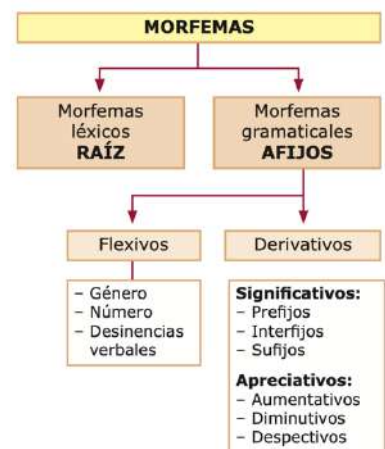 MORFEMAS
Morfemas
léxicos
RAÍZ
Morfemas
gramaticales
AFIJOS
Flexivos
– Género
– Número
– Desinencias
verbales
Derivativos
Significativos:
– Prefijos
– Interfijos
– Sufijos
Apreciativos:
– Aumentativos
– Diminutivos
– Despectivos